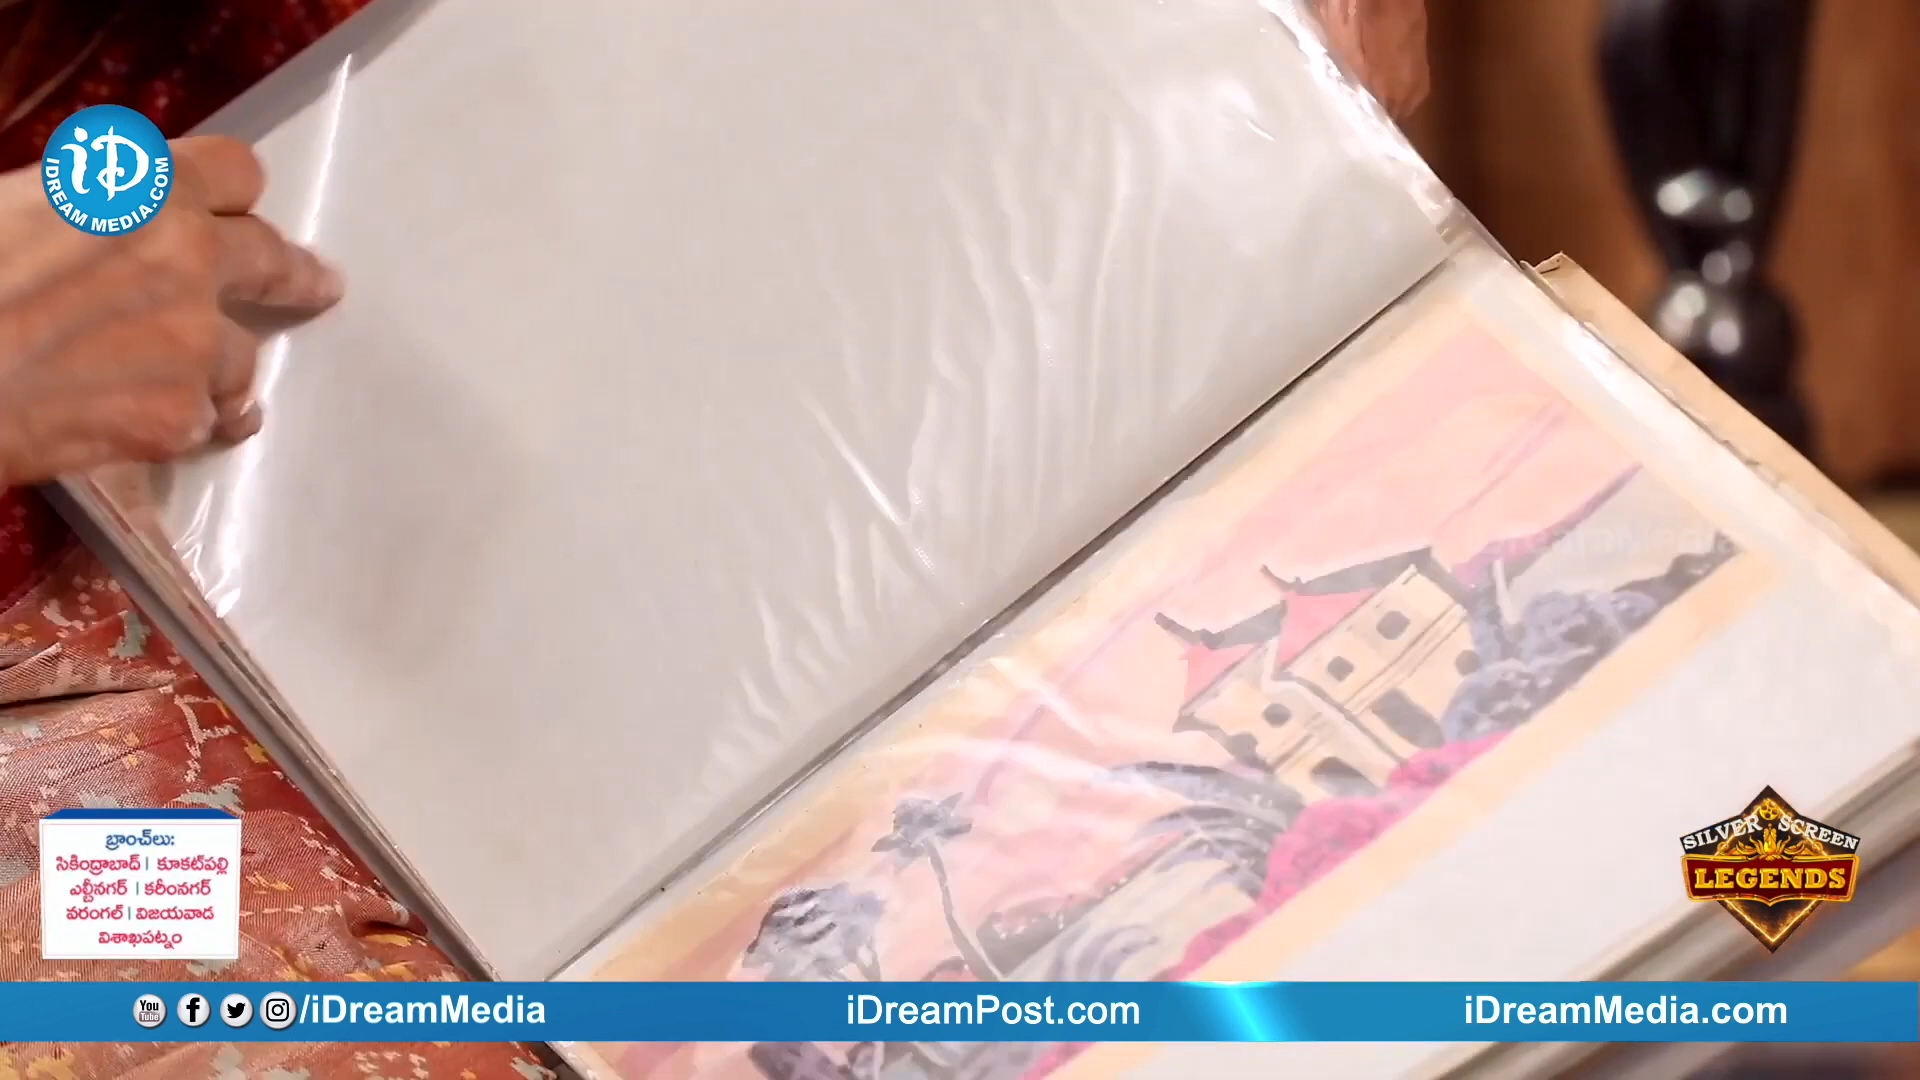 iD
IDREAM MEDIA.COM
బ్రాంచ్‌లు:
సికింద్రాబాద్ | కూకట్‌పల్లి
ఎల్బీనగర్ | కరీంనగర్
వరంగల్ | విజయవాడ
విశాఖపట్నం
SILVER SCREEN
LEGENDS
You Tube /iDreamMedia
iDreamPost.com
iDreamMedia.com